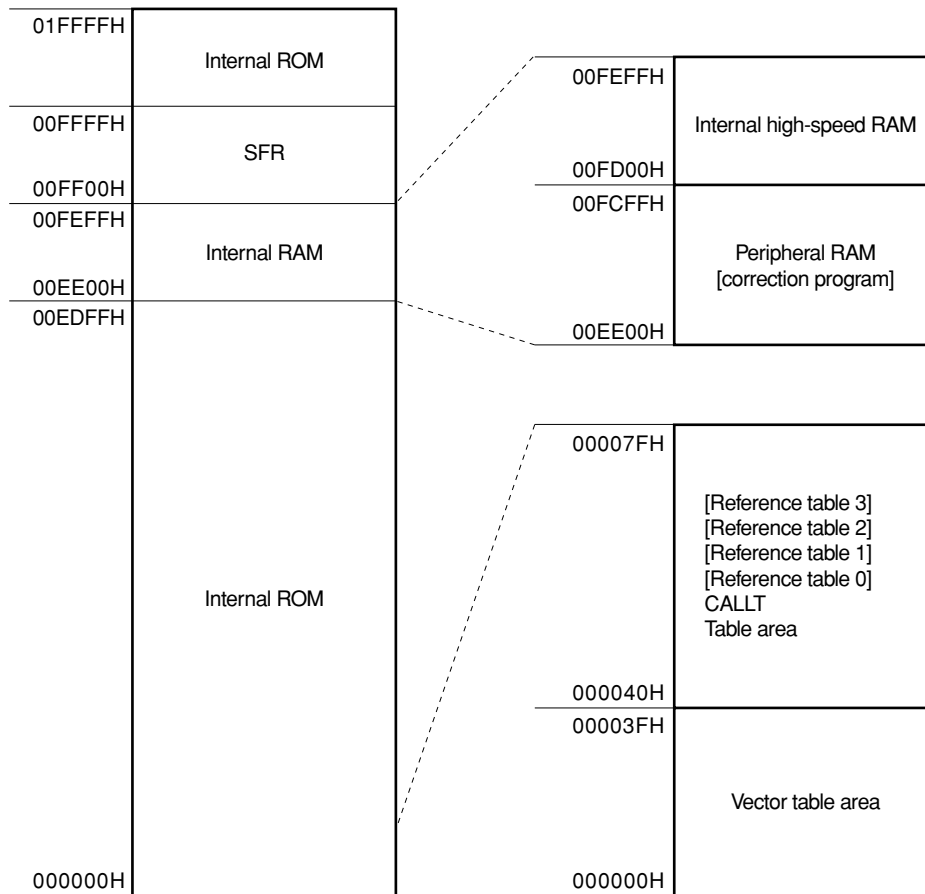 01FFFFH
Internal ROM
00FFFFH
SFR
00FF00H
00FEFFH
Internal RAM
00EE00H
00EDFFH
Internal ROM
000000H
00FEFFH
Internal high-speed RAM
00FD00H
00FCFFH
Peripheral RAM
[correction program]
00EE00H
00007FH
[Reference table 3]
[Reference table 2]
[Reference table 1]
[Reference table 0]
CALLT
Table area
000040H
00003FH
Vector table area
000000H